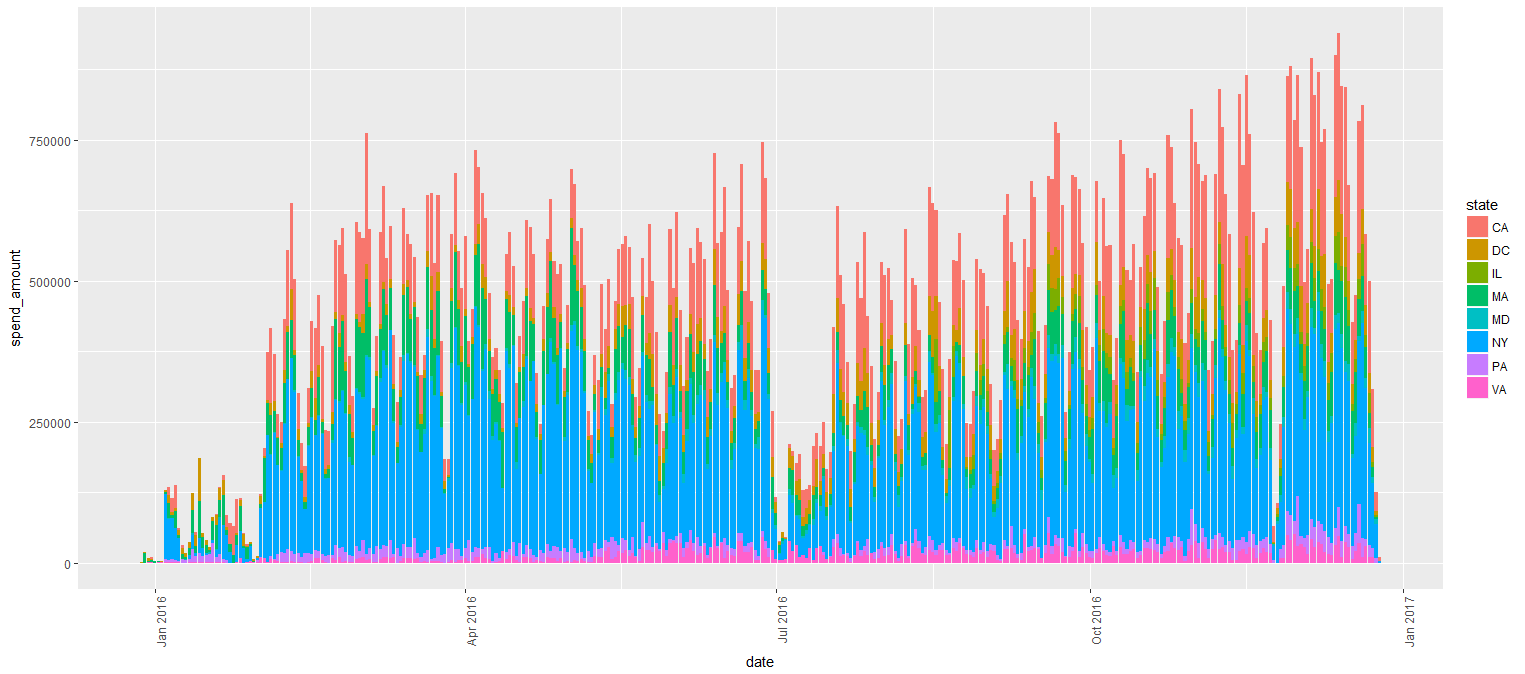 spend_amount
750000
500000
250000
0
Jan 2016
Apr 2016
Jul 2016
Oct 2016
Jan 2017
date
state
CA
DC
IL
MA
MD
NY
PA
VA